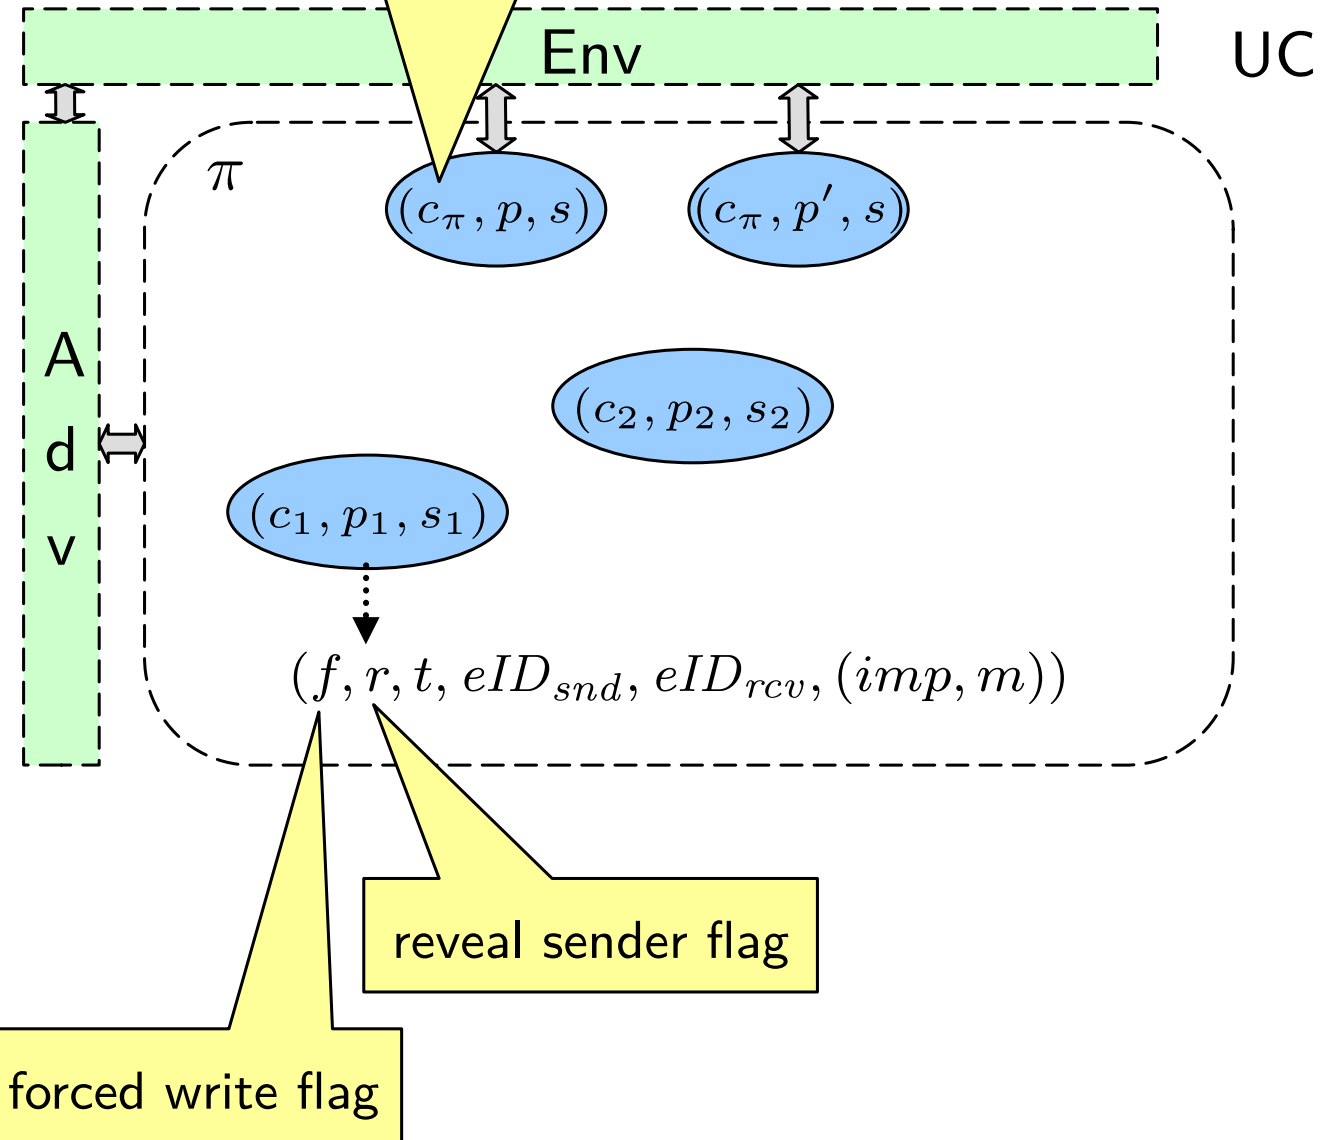 Env
UC
π
(c_π, p, s)
(c_π, p′, s)
A
d
v
(c_2, p_2, s_2)
(c_1, p_1, s_1)
(f, r, t, eID_snd, eID_rcv, (imp, m))
reveal sender flag
forced write flag